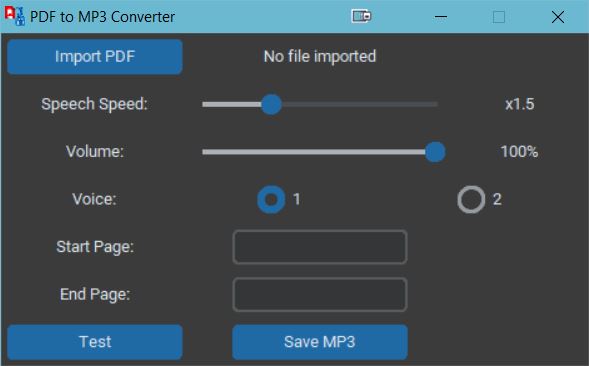 PDF to MP3 Converter
Import PDF No file imported
Speech Speed: x1.5
Volume: 100%
Voice: 1 2
Start Page:
End Page:
Test Save MP3